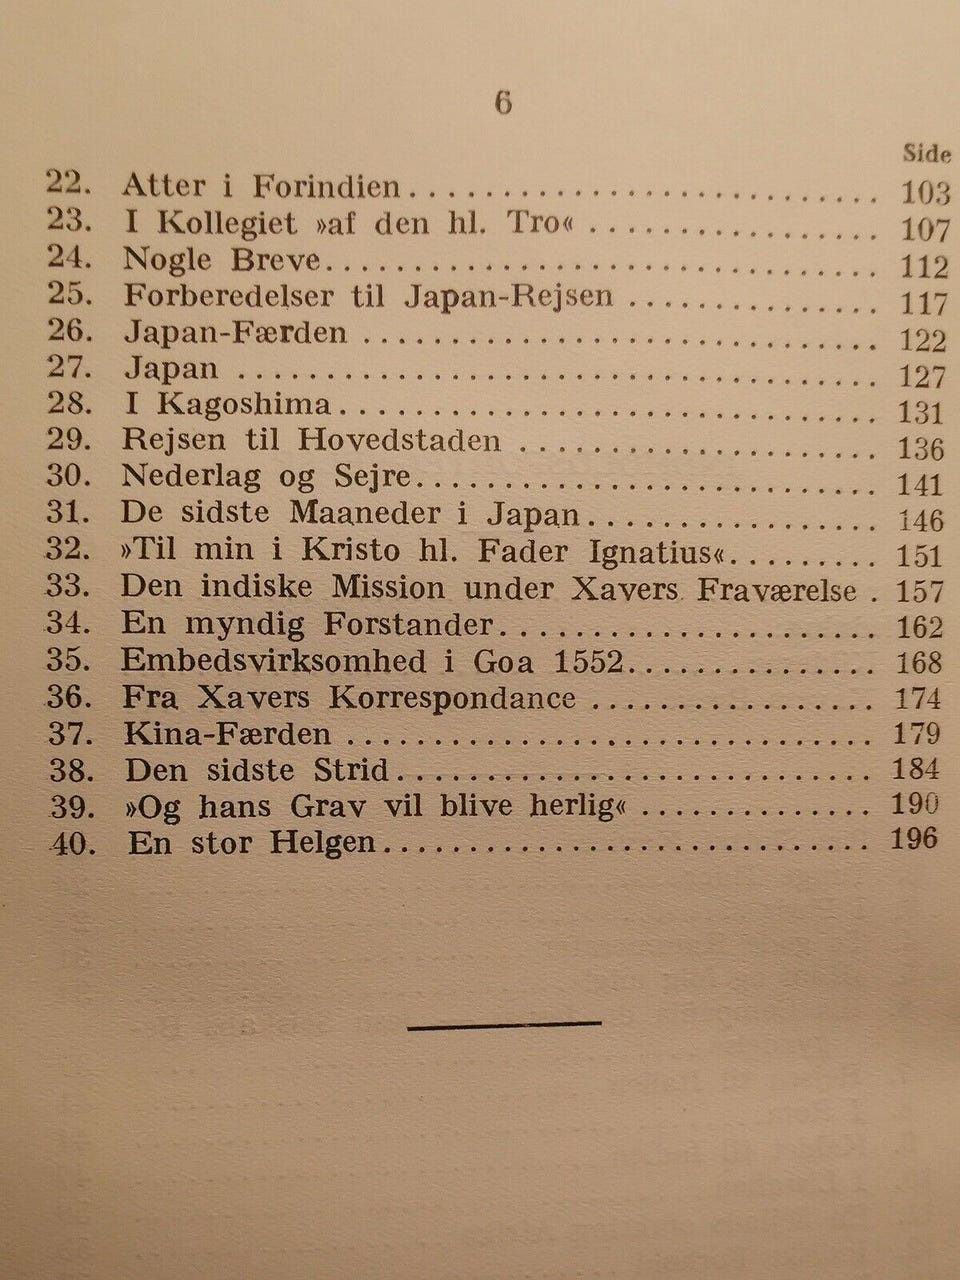 6
Side
22. Atter i Forindien........................ 103
23. I Kollegiet »af den hl. Tro« ............... 107
24. Nogle Breve............................ 112
25. Forberedelser til Japan-Rejsen ............. 117
26. Japan-Færden .......................... 122
27. Japan ................................. 127
28. I Kagoshima........................... 131
29. Rejsen til Hovedstaden .................. 136
30. Nederlag og Sejre....................... 141
31. De sidste Maaneder i Japan............... 146
32. »Til min i Kristo hl. Fader Ignatius«......... 151
33. Den indiske Mission under Xavers Fraværelse . 157
34. En myndig Forstander.................... 162
35. Embedsvirksomhed i Goa 1552............. 168
36. Fra Xavers Korrespondance ............... 174
37. Kina-Færden ........................... 179
38. Den sidste Strid......................... 184
39. »Og hans Grav vil blive herlig« ............ 190
40. En stor Helgen.......................... 196